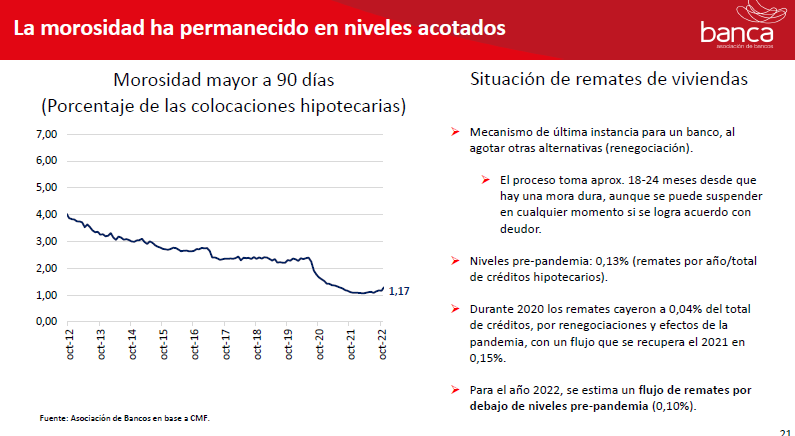 La morosidad ha permanecido en niveles acotados
banca
asociación de bancos
Morosidad mayor a 90 días
(Porcentaje de las colocaciones hipotecarias)
7,00
6,00
5,00
4,00
3,00
2,00
1,00
0,00
1,17
oct-12
oct-13
oct-14
oct-15
oct-16
oct-17
oct-18
oct-19
oct-20
oct-21
oct-22
Fuente: Asociación de Bancos en base a CMF.
Situación de remates de viviendas
Mecanismo de última instancia para un banco, al
agotar otras alternativas (renegociación).
El proceso toma aprox. 18-24 meses desde que
hay una mora dura, aunque se puede suspender
en cualquier momento si se logra acuerdo con
deudor.
Niveles pre-pandemia: 0,13% (remates por año/total
de créditos hipotecarios).
Durante 2020 los remates cayeron a 0,04% del total
de créditos, por renegociaciones y efectos de la
pandemia, con un flujo que se recupera el 2021 en
0,15%.
Para el año 2022, se estima un flujo de remates por
debajo de niveles pre-pandemia (0,10%).
21